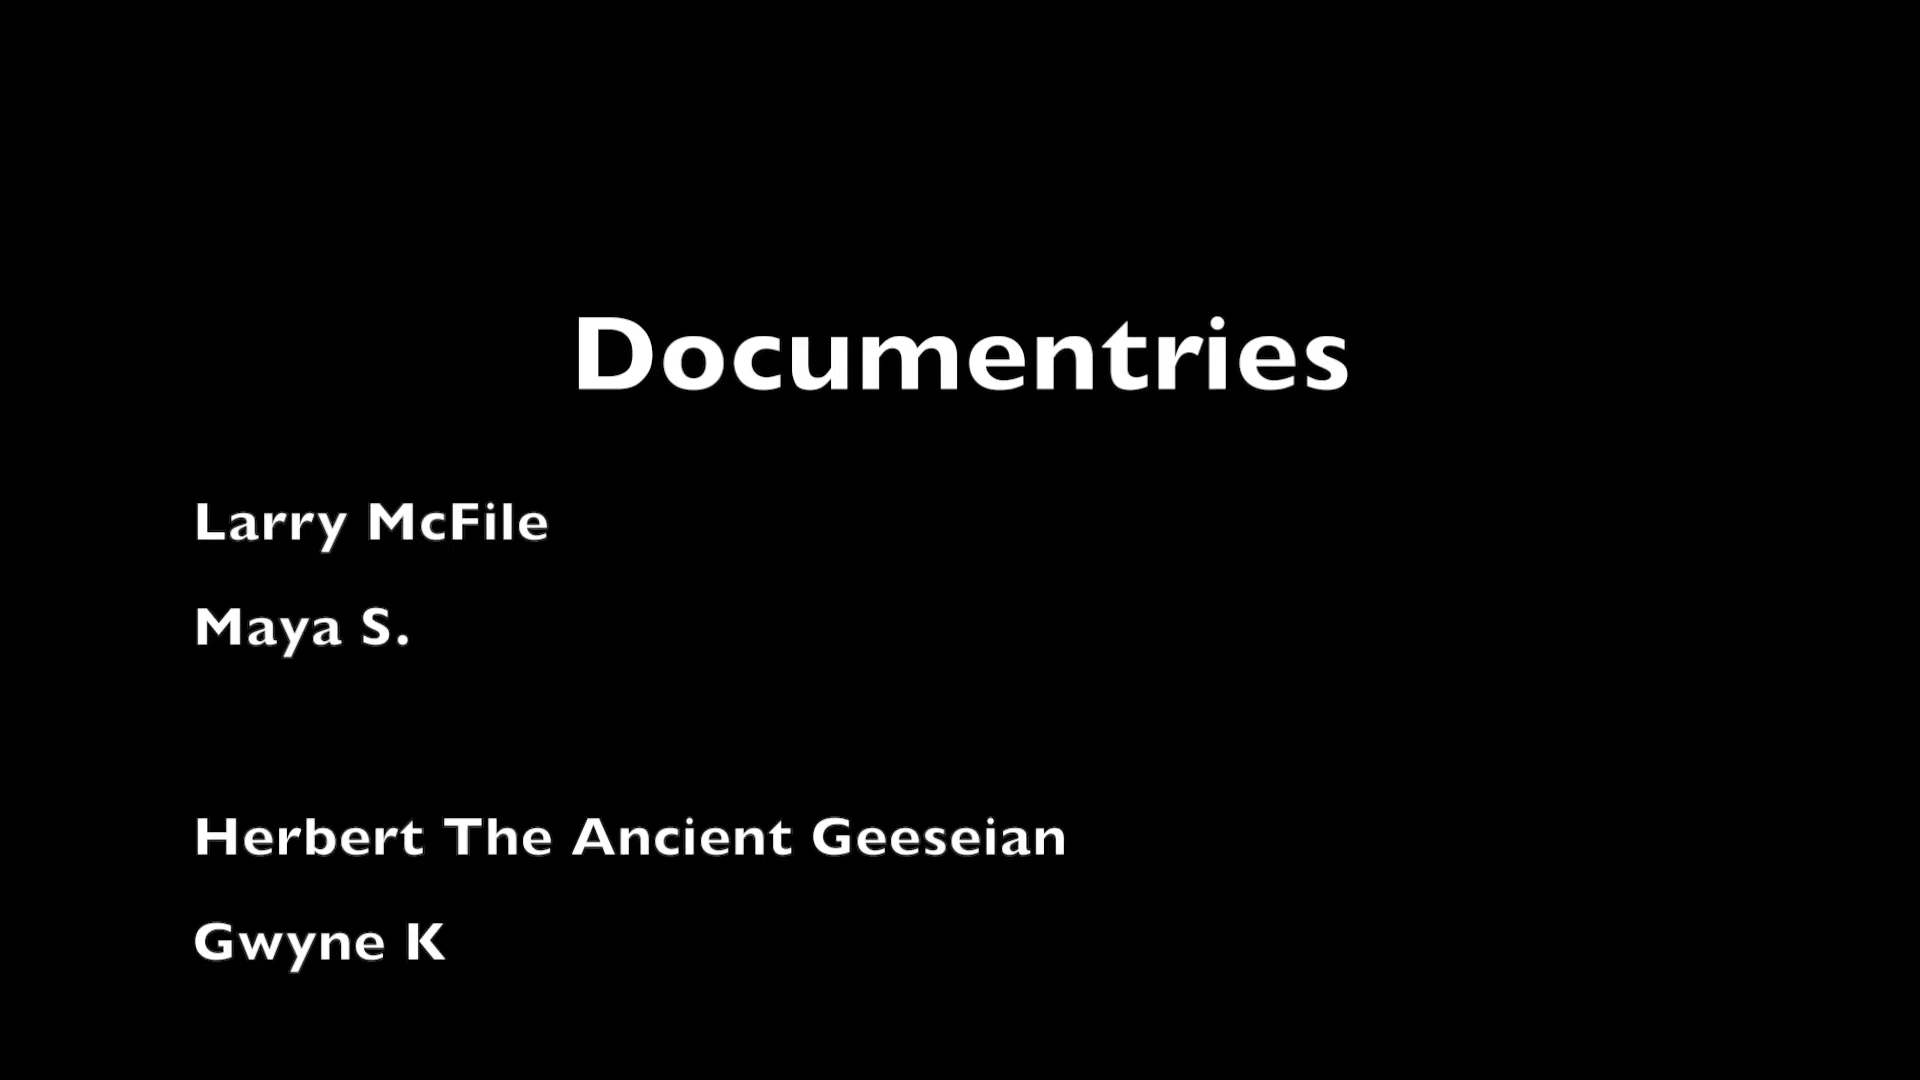 Documentries
Larry McFile
Maya S.
Herbert The Ancient Geeseian
Gwyne K